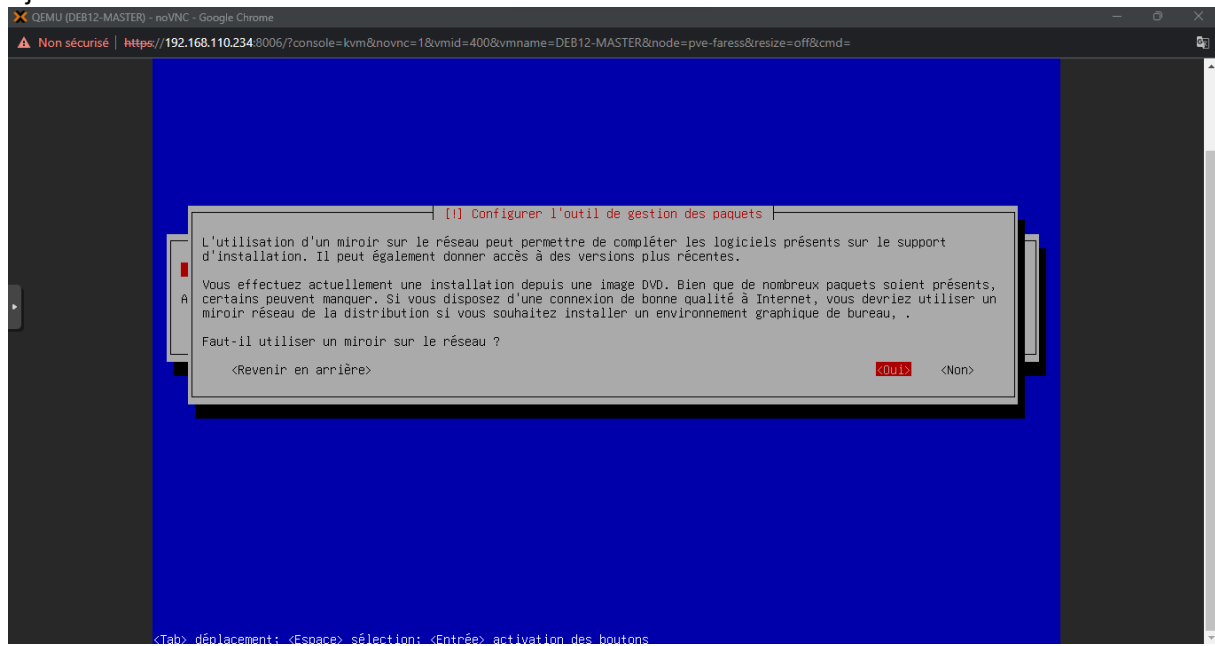 QEMU (DEB12-MASTER) - noVNC - Google Chrome
Non sécurisé | https://192.168.110.234:8006/?console=kvm&novnc=1&vmid=400&vmname=DEB12-MASTER&node=pve-faress&resize=off&cmd=
[!] Configurer l'outil de gestion des paquets
L'utilisation d'un miroir sur le réseau peut permettre de compléter les logiciels présents sur le support
d'installation. Il peut également donner accès à des versions plus récentes.
Vous effectuez actuellement une installation depuis une image DVD. Bien que de nombreux paquets soient présents,
A certains peuvent manquer. Si vous disposez d'une connexion de bonne qualité à Internet, vous devriez utiliser un
miroir réseau de la distribution si vous souhaitez installer un environnement graphique de bureau, .
Faut-il utiliser un miroir sur le réseau ?
<Revenir en arrière> <Oui> <Non>
<Tab> déplacement; <Espace> sélection; <Entrée> activation des boutons